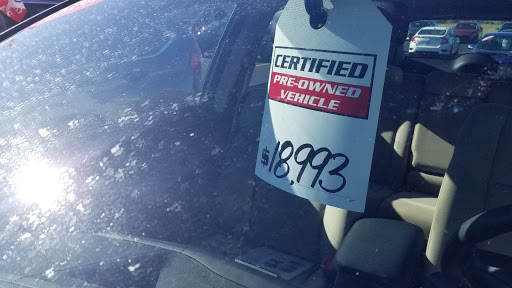 CERTIFIED
PRE-OWNED
VEHICLE
$18,993